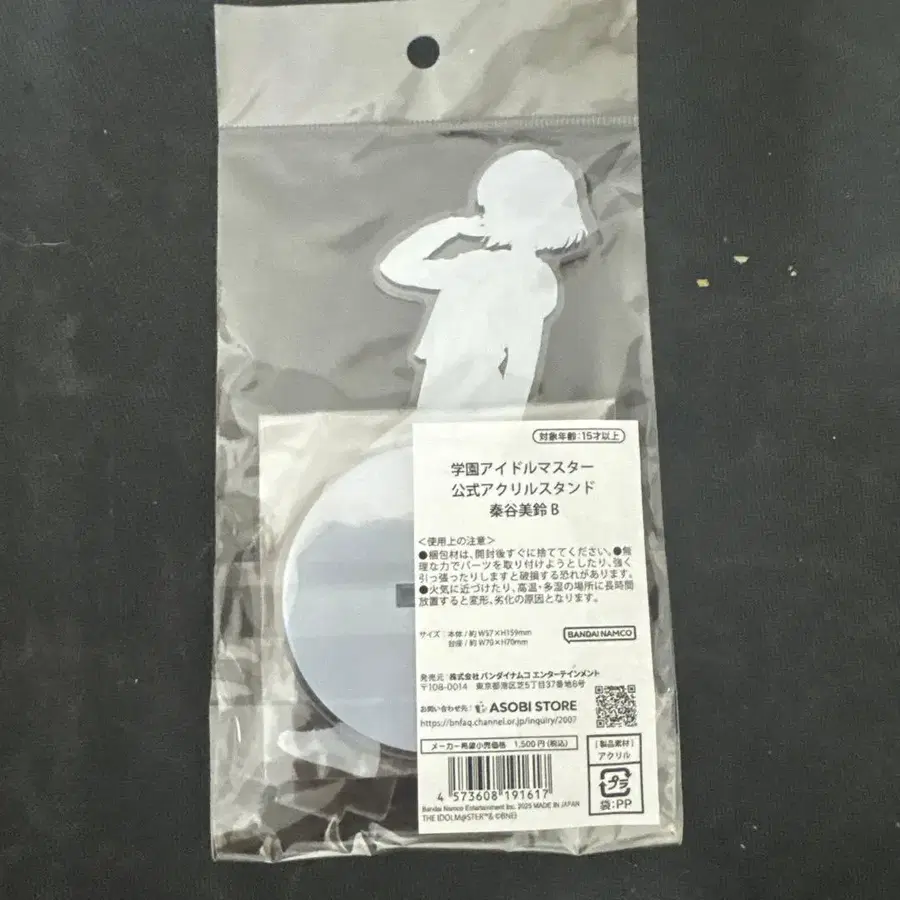 対象年齢:15才以上
学園アイドルマスター
公式アクリルスタンド
秦谷美鈴 B
＜使用上の注意＞
●梱包材は、開封後すぐに捨ててください。●無
理な力でパーツを取り付けようとしたり、強く
引っ張ったりしますと破損する恐れがあります。
●火気に近づけたり、高温・多湿の場所に長時間
放置すると変形、劣化の原因となります。
サイズ：本体/約 W57×H159mm
台座/約 W70×H70mm
BANDAI NAMCO
発売元：株式会社 バンダイナムコ エンターテインメント
〒108-0014 東京都港区芝5丁目37番地8号
お問い合わせ先：ASOBI STORE
https://bnfaq.channel.or.jp/inquiry/2007
メーカー希望小売価格 1,500円(税込)
[製品素材]
アクリル
プラ
袋:PP
4 573608 191617
Bandai Namco Entertainment Inc. 2025 MADE IN JAPAN
THE IDOLM@STER™& ©BNEI